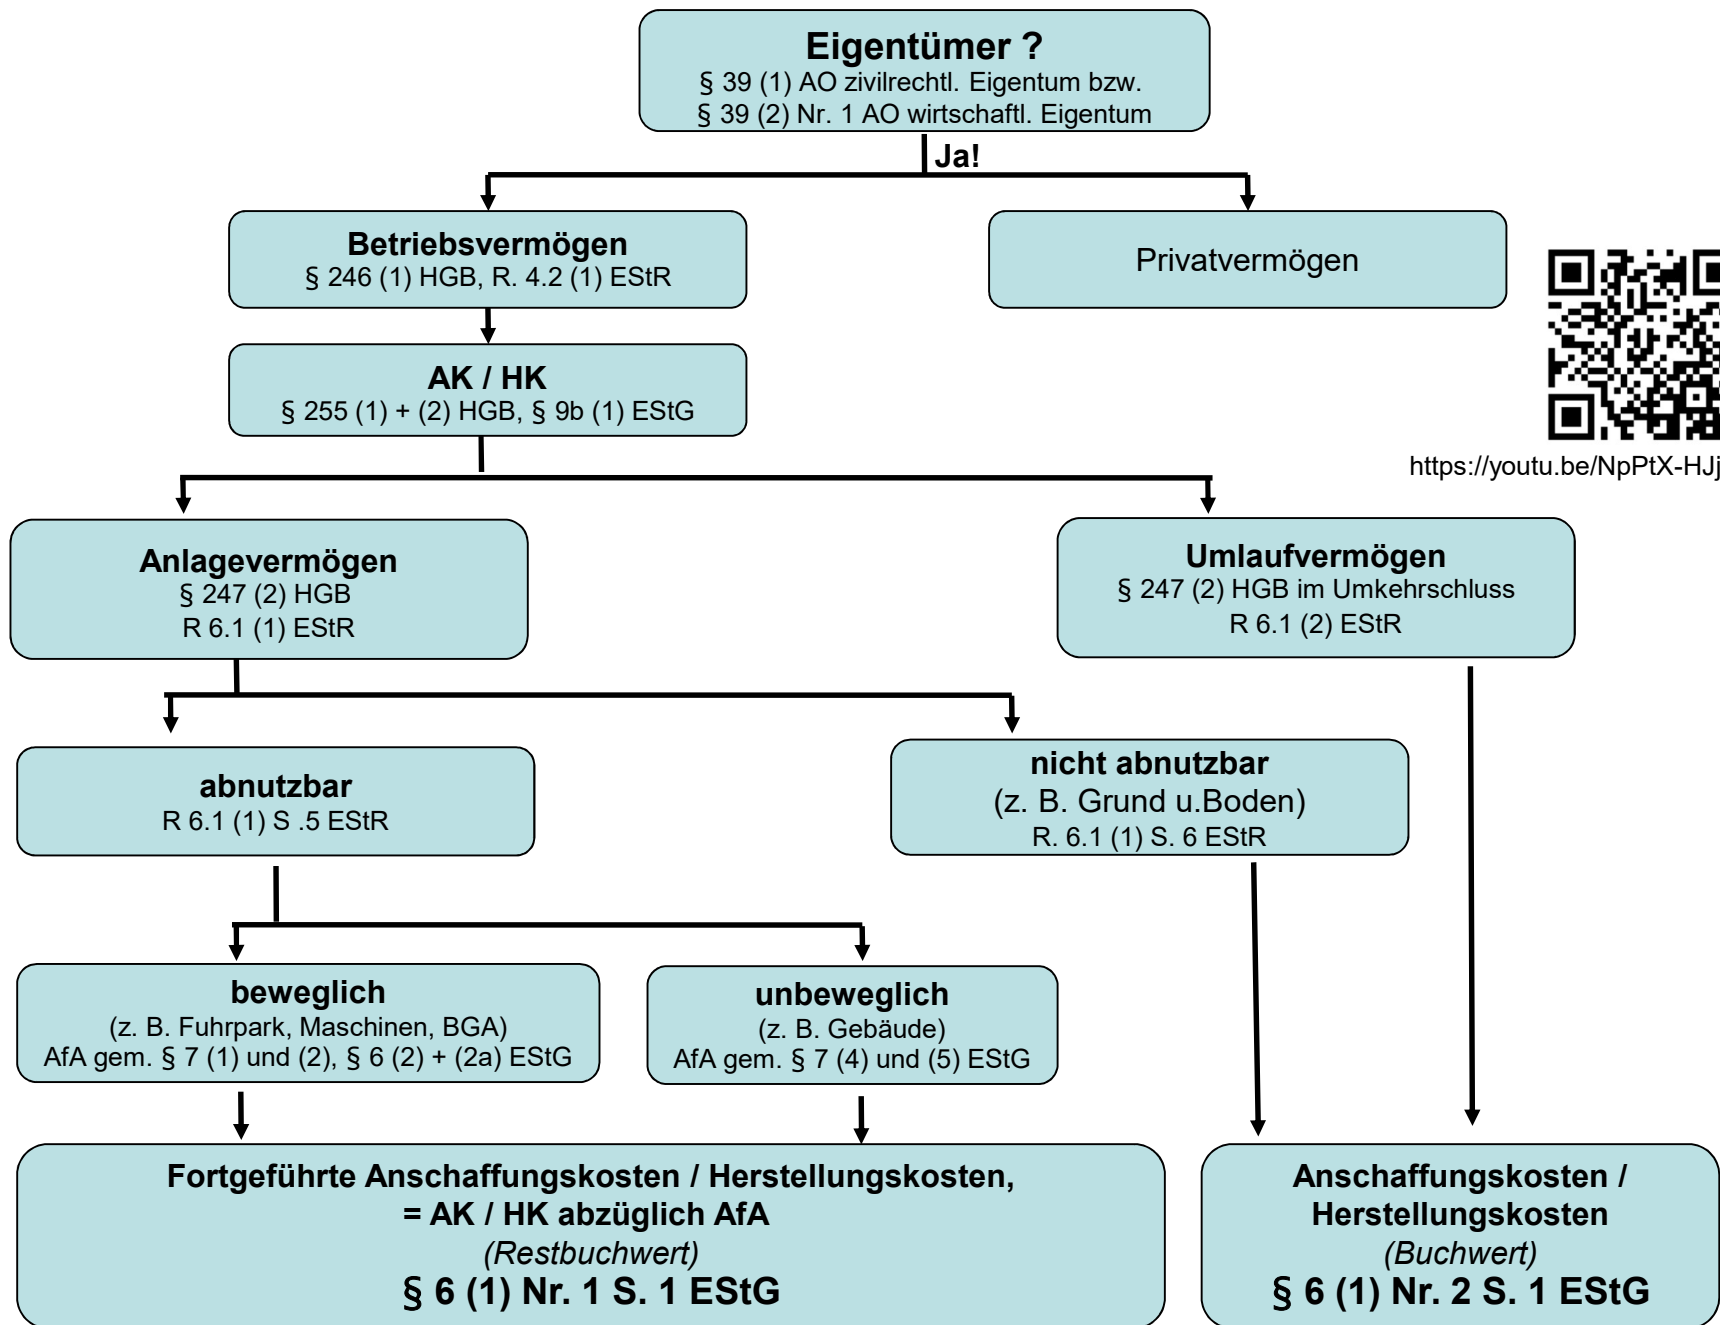 Eigentümer ?
§ 39 (1) AO zivilrechtl. Eigentum bzw.
§ 39 (2) Nr. 1 AO wirtschaftl. Eigentum
Ja!
Betriebsvermögen
§ 246 (1) HGB, R. 4.2 (1) EStR
Privatvermögen
AK / HK
§ 255 (1) + (2) HGB, § 9b (1) EStG
https://youtu.be/NpPtX-HJj
Anlagevermögen
§ 247 (2) HGB
R 6.1 (1) EStR
Umlaufvermögen
§ 247 (2) HGB im Umkehrschluss
R 6.1 (2) EStR
abnutzbar
R 6.1 (1) S .5 EStR
nicht abnutzbar
(z. B. Grund u.Boden)
R. 6.1 (1) S. 6 EStR
beweglich
(z. B. Fuhrpark, Maschinen, BGA)
AfA gem. § 7 (1) und (2), § 6 (2) + (2a) EStG
unbeweglich
(z. B. Gebäude)
AfA gem. § 7 (4) und (5) EStG
Fortgeführte Anschaffungskosten / Herstellungskosten,
= AK / HK abzüglich AfA
(Restbuchwert)
§ 6 (1) Nr. 1 S. 1 EStG
Anschaffungskosten /
Herstellungskosten
(Buchwert)
§ 6 (1) Nr. 2 S. 1 EStG